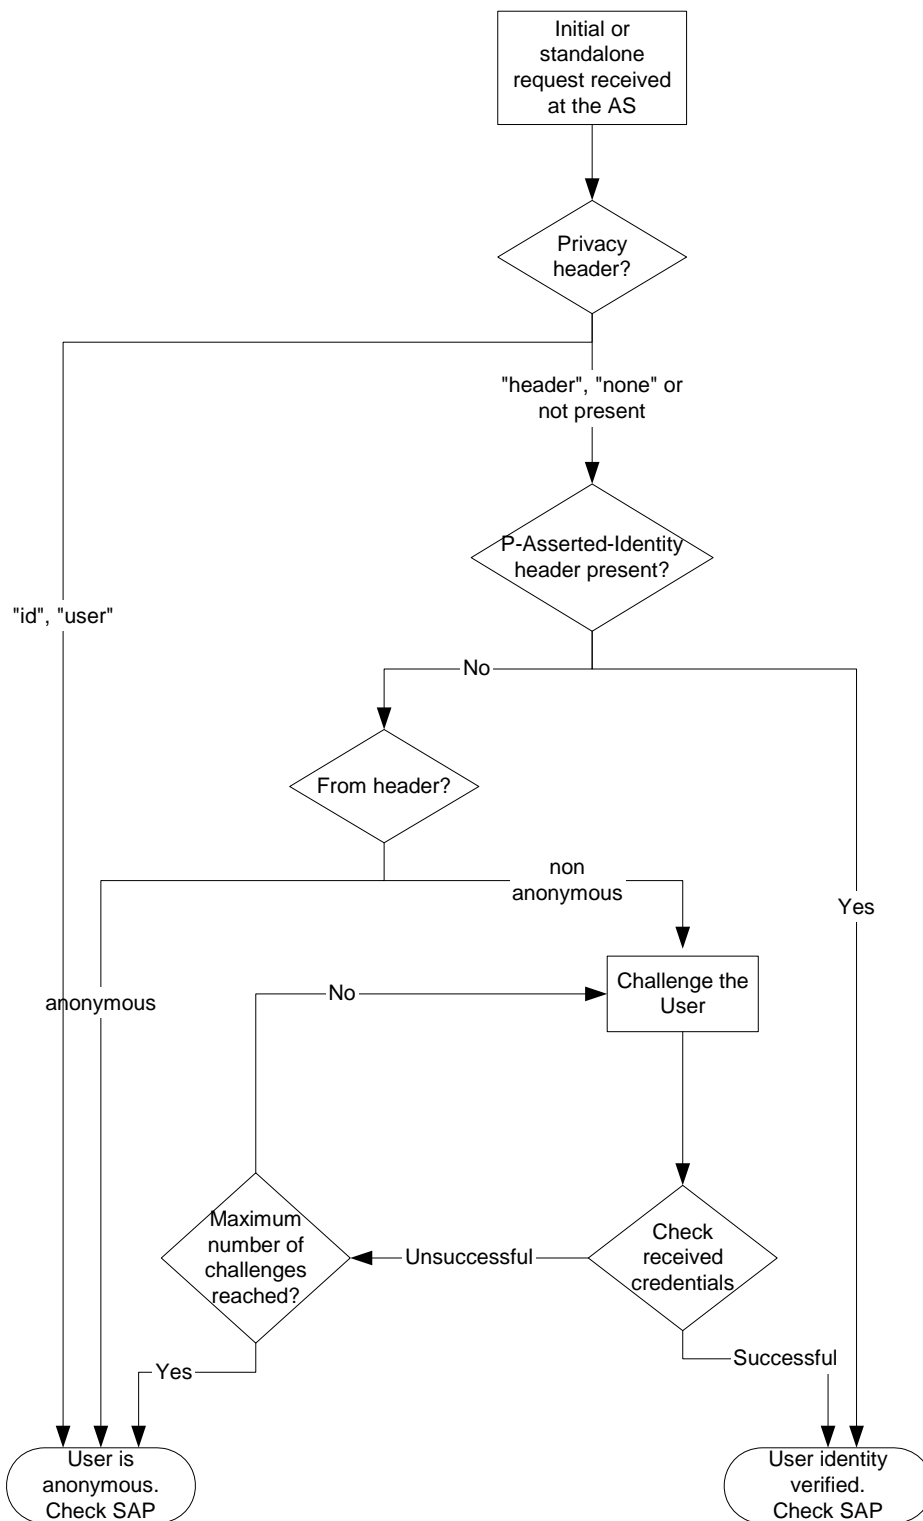 Initial or
standalone
request received
at the AS
Privacy
header?
"header", "none" or
not present
P-Asserted-Identity
header present?
"id", "user"
No
From header?
non
anonymous
Yes
anonymous
No
Challenge the
User
Maximum
number of
challenges
reached?
Unsuccessful
Check
received
credentials
Yes
Successful
User is
anonymous.
Check SAP
User identity
verified.
Check SAP